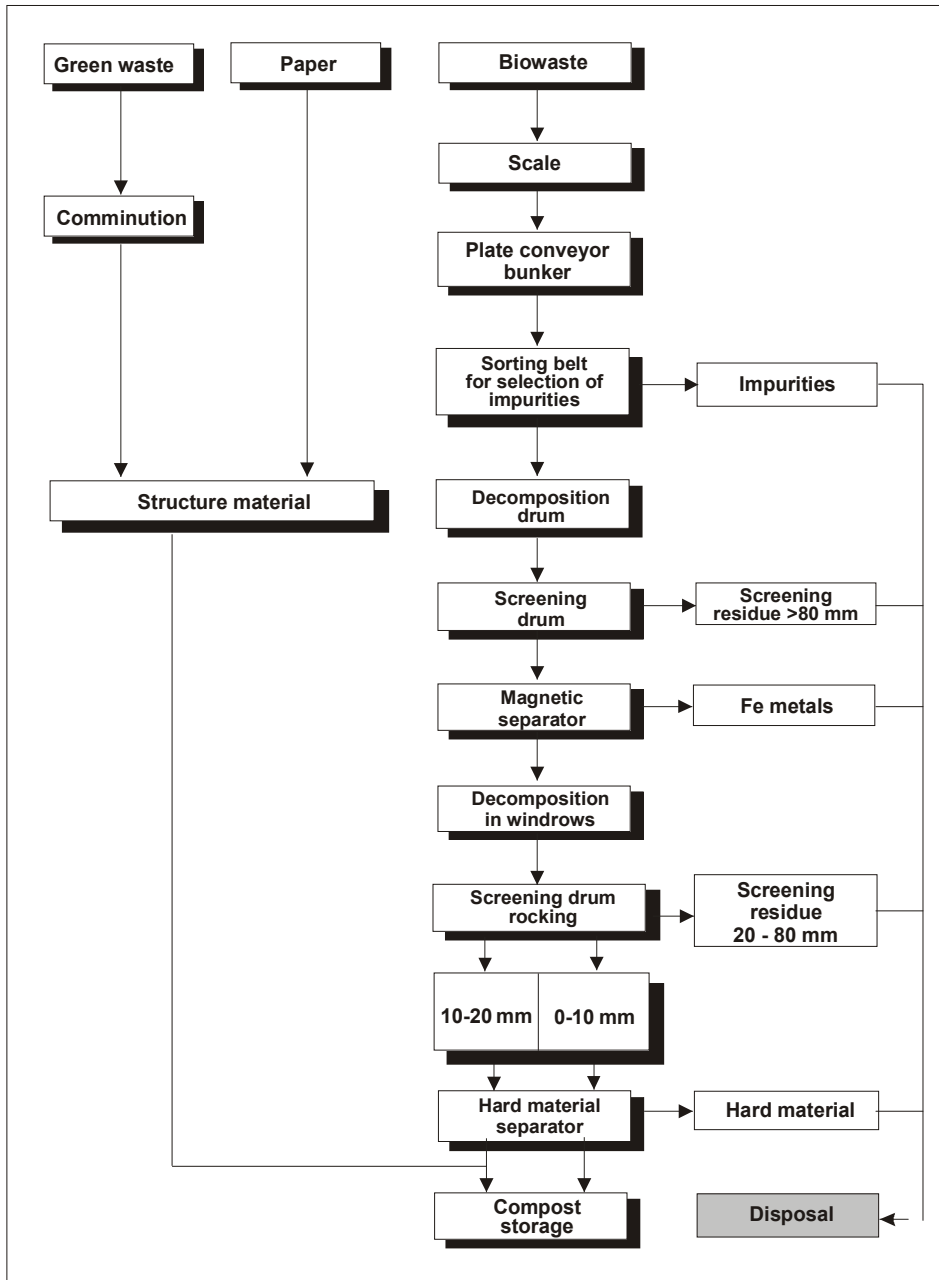 Green waste
Paper
Biowaste
Scale
Comminution
Plate conveyor
bunker
Sorting belt
for selection of
impurities
Impurities
Structure material
Decomposition
drum
Screening
drum
Screening
residue >80 mm
Magnetic
separator
Fe metals
Decomposition
in windrows
Screening drum
rocking
Screening
residue
20 - 80 mm
10-20 mm
0-10 mm
Hard material
separator
Hard material
Compost
storage
Disposal